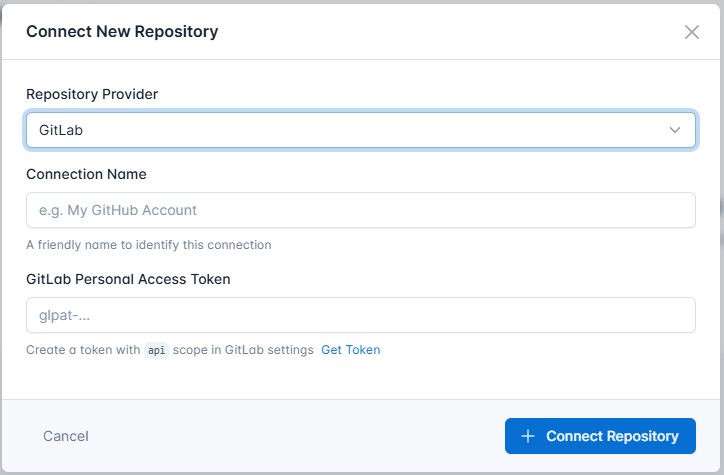 Connect New Repository
Repository Provider
GitLab
Connection Name
e.g. My GitHub Account
A friendly name to identify this connection
GitLab Personal Access Token
glpat-...
Create a token with api scope in GitLab settings Get Token
Cancel
Connect Repository